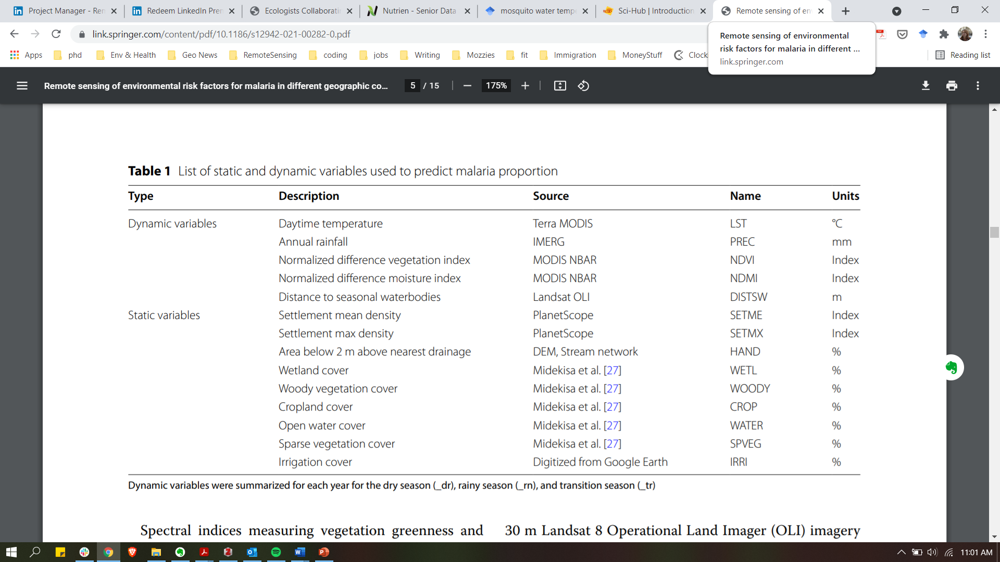 Project Manager - Ren
Redeem LinkedIn Pren
Ecologists Collaborati
Nutrien - Senior Data
mosquito water temp
Sci-Hub | Introduction
Remote sensing of en
link.springer.com/content/pdf/10.1186/s12942-021-00282-0.pdf
Remote sensing of environmental
risk factors for malaria in different ...
link.springer.com
Apps
phd
Env & Health
Geo News
RemoteSensing
coding
jobs
Writing
Mozzies
fit
Immigration
MoneyStuff
Clock
Reading list
Remote sensing of environmental risk factors for malaria in different geographic co...
5 / 15
175%
Table 1 List of static and dynamic variables used to predict malaria proportion
Type Description Source Name Units
Dynamic variables Daytime temperature Terra MODIS LST °C
Annual rainfall IMERG PREC mm
Normalized difference vegetation index MODIS NBAR NDVI Index
Normalized difference moisture index MODIS NBAR NDMI Index
Distance to seasonal waterbodies Landsat OLI DISTSW m
Static variables Settlement mean density PlanetScope SETME Index
Settlement max density PlanetScope SETMX Index
Area below 2 m above nearest drainage DEM, Stream network HAND %
Wetland cover Midekisa et al. [27] WETL %
Woody vegetation cover Midekisa et al. [27] WOODY %
Cropland cover Midekisa et al. [27] CROP %
Open water cover Midekisa et al. [27] WATER %
Sparse vegetation cover Midekisa et al. [27] SPVEG %
Irrigation cover Digitized from Google Earth IRRI %
Dynamic variables were summarized for each year for the dry season (_dr), rainy season (_rn), and transition season (_tr)
Spectral indices measuring vegetation greenness and
30 m Landsat 8 Operational Land Imager (OLI) imagery
11:01 AM